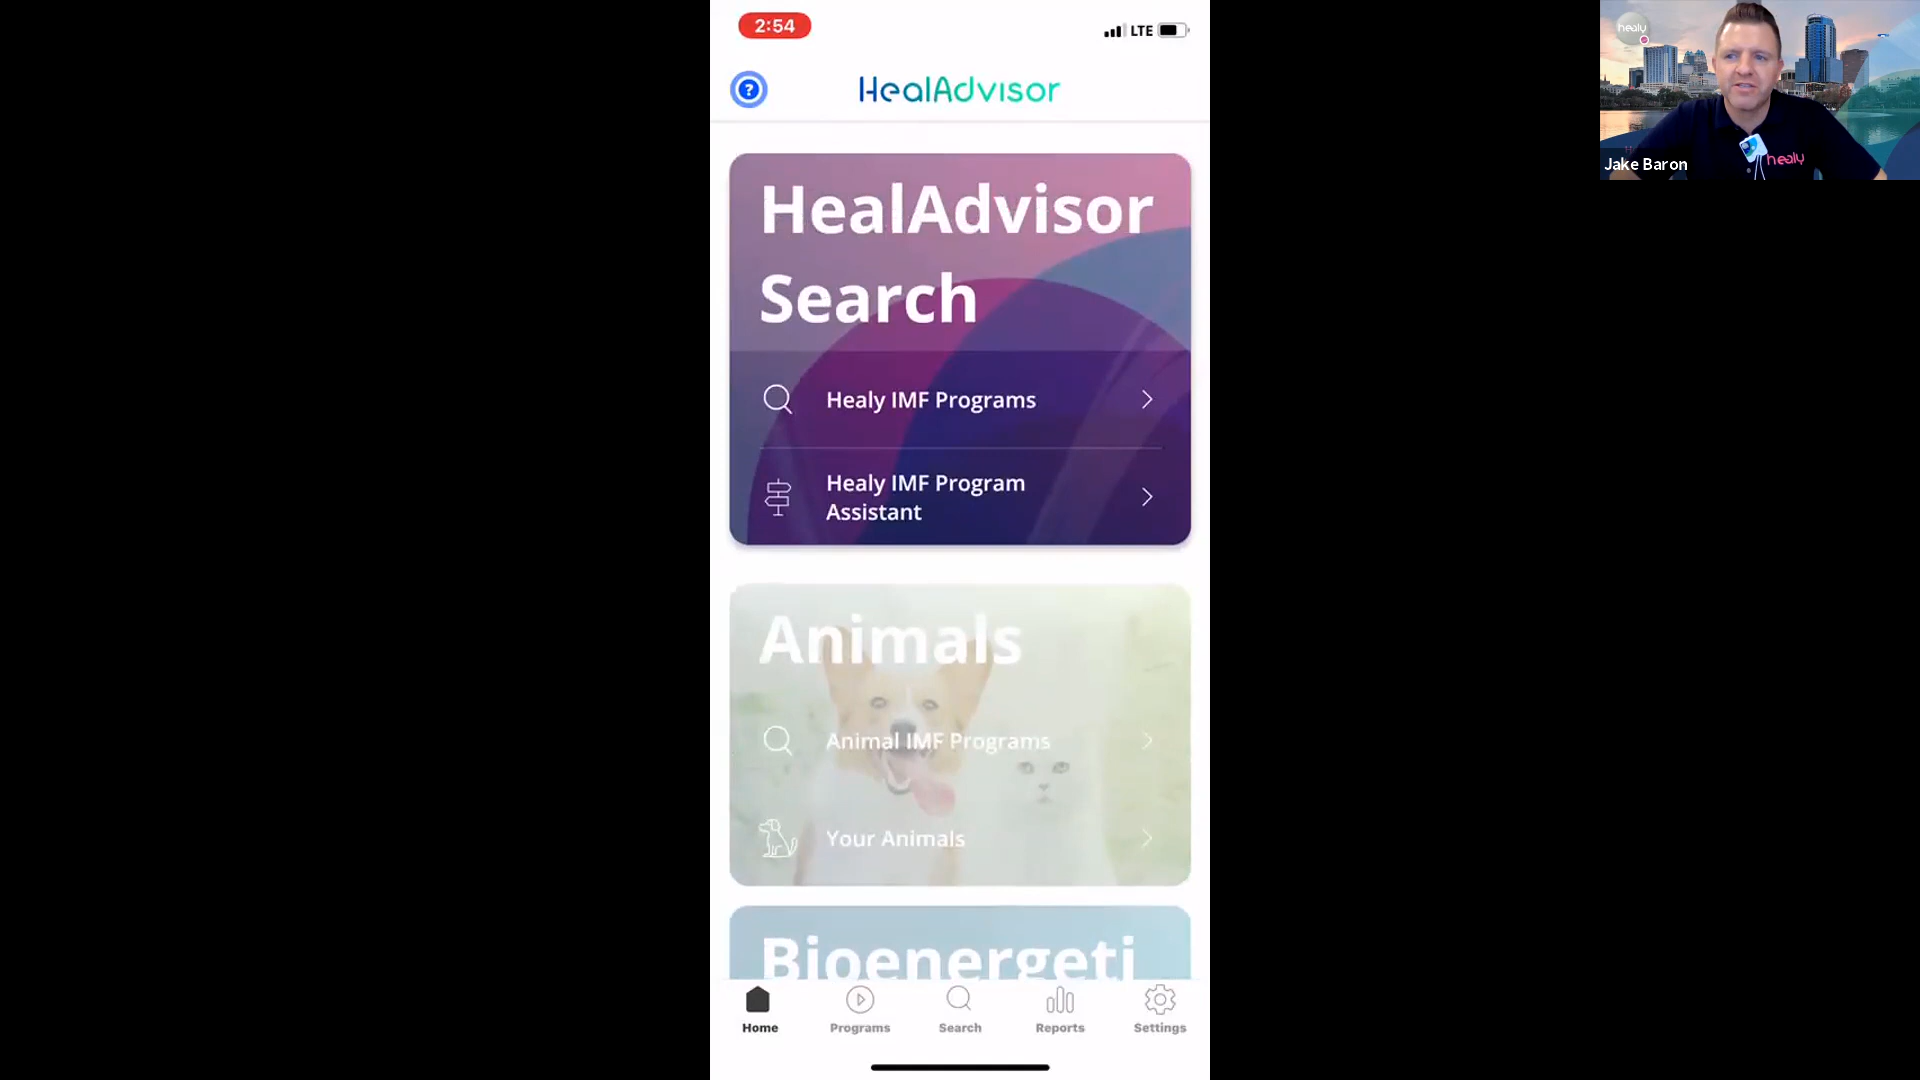 2:54
LTE
?
HealAdvisor
HealAdvisor
Search
Healy IMF Programs
Healy IMF Program
Assistant
Animals
Animal IMF Programs
Your Animals
Bioenergeti
Home
Programs
Search
Reports
Settings
healy
healy
Jake Baron